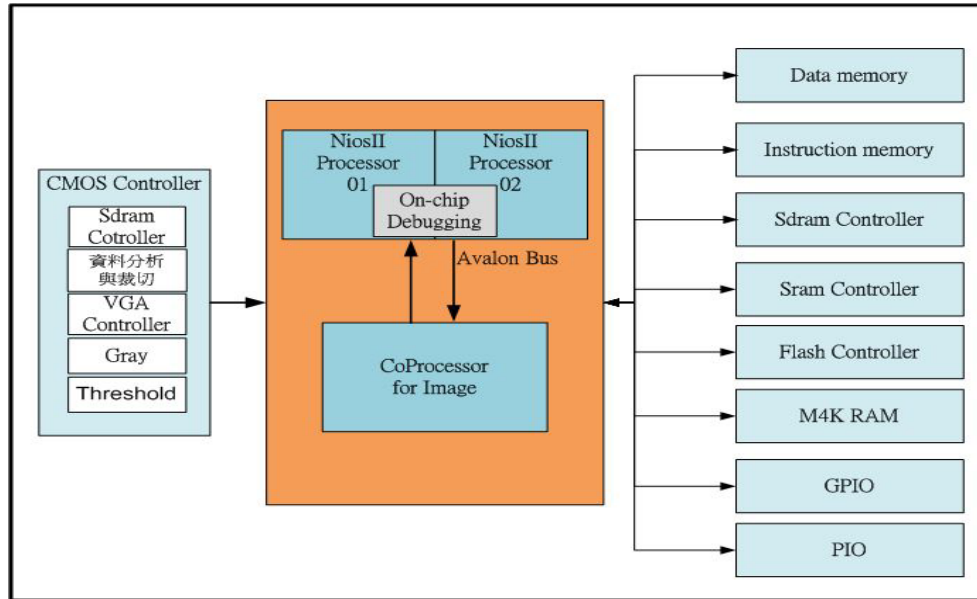 CMOS Controller
Sdram
Cotroller
資料分析
與裁切
VGA
Controller
Gray
Threshold
NiosII
Processor
01
NiosII
Processor
02
On-chip
Debugging
Avalon Bus
CoProcessor
for Image
Data memory
Instruction memory
Sdram Controller
Sram Controller
Flash Controller
M4K RAM
GPIO
PIO